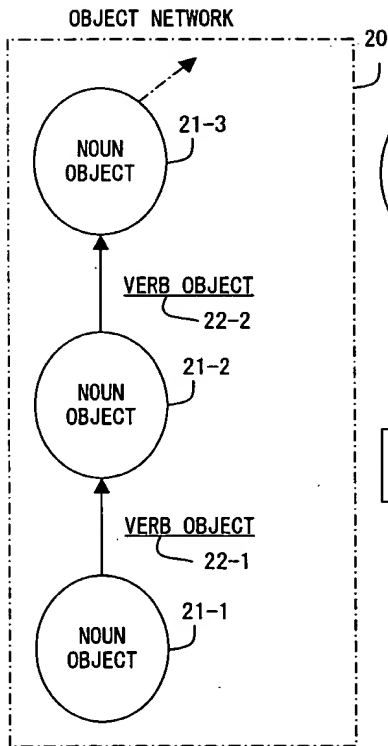 OBJECT NETWORK
20
21-3
NOUN
OBJECT
VERB OBJECT
22-2
21-2
NOUN
OBJECT
VERB OBJECT
22-1
21-1
NOUN
OBJECT